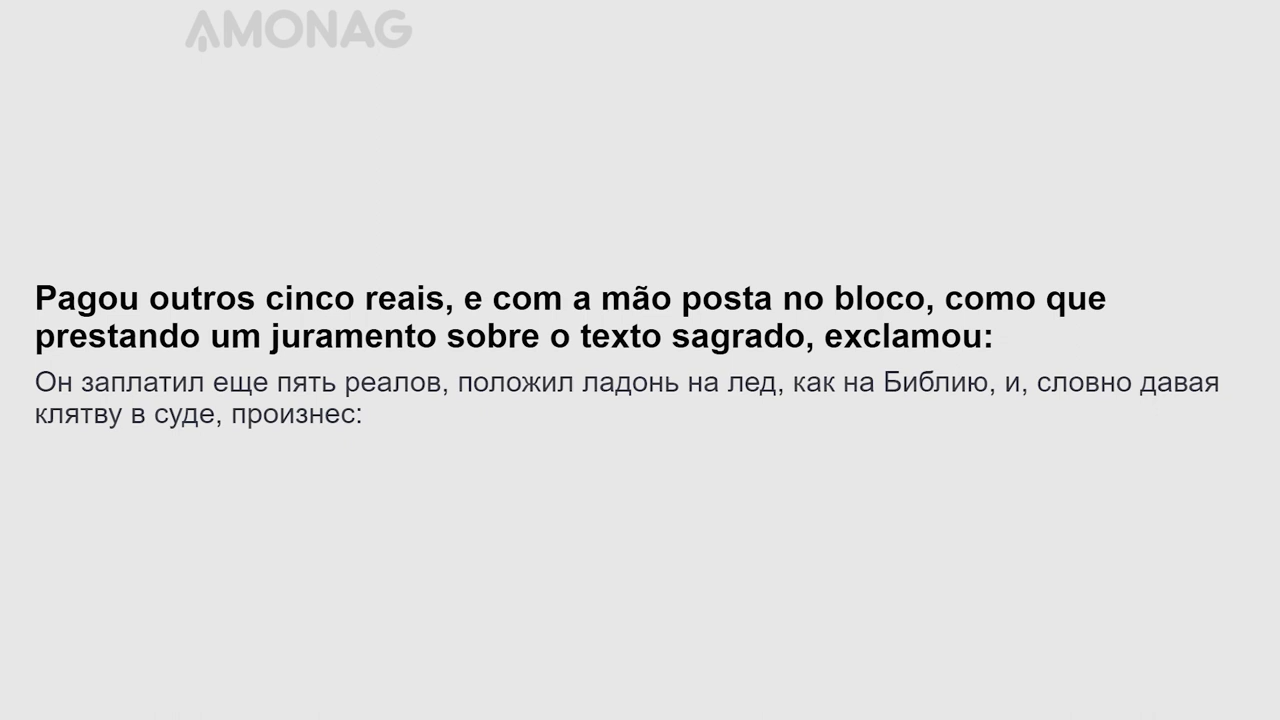 AMONAG
Pagou outros cinco reais, e com a mão posta no bloco, como que
prestando um juramento sobre o texto sagrado, exclamou:
Он заплатил еще пять реалов, положил ладонь на лед, как на Библию, и, словно давая
клятву в суде, произнес: